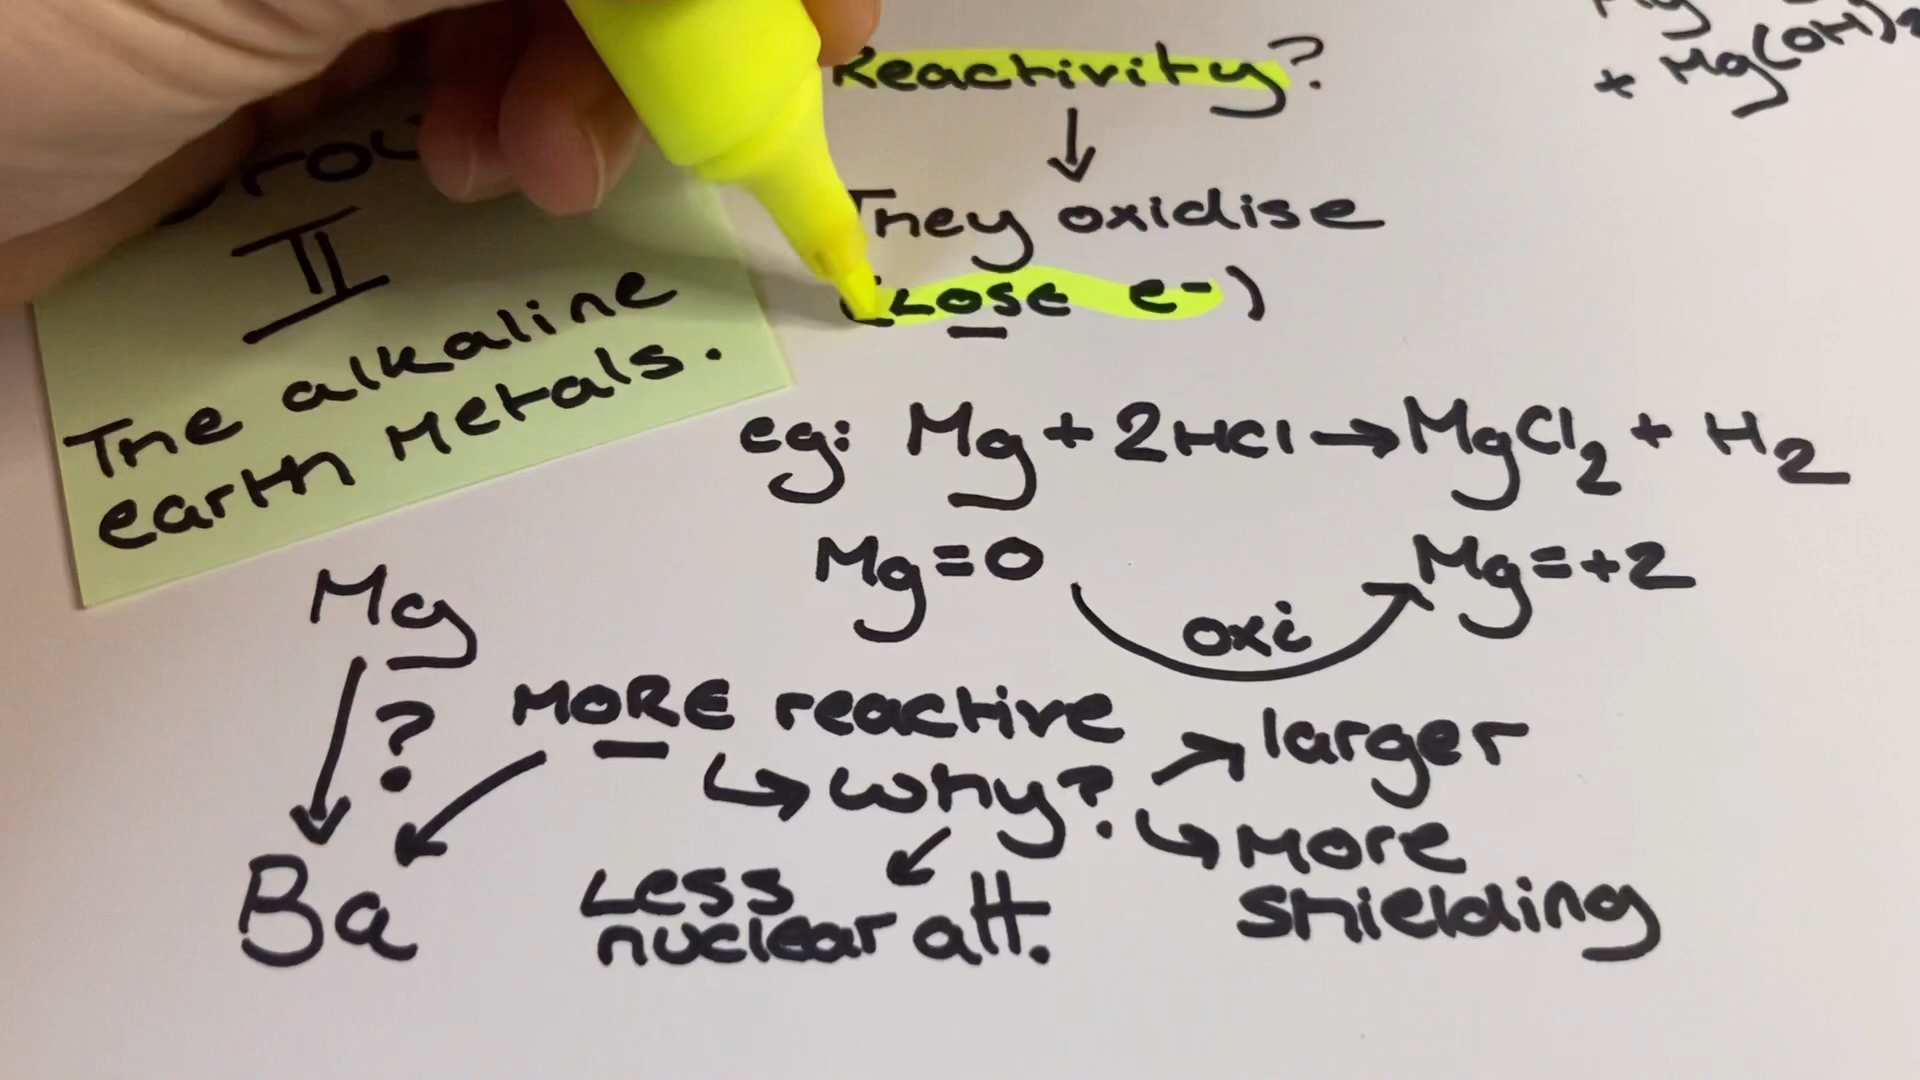 Reactivity?
They oxidise
(LOSE e-)
II
The alkaline
earth Metals.
+ Mg(OH)2
eg: Mg + 2HCl → MgCl2 + H2
Mg=0
Mg=+2
oxi
Mg
?
Ba
MORE reactive
↳ why?
larger
↳ More
shielding
Less
nuclear att.